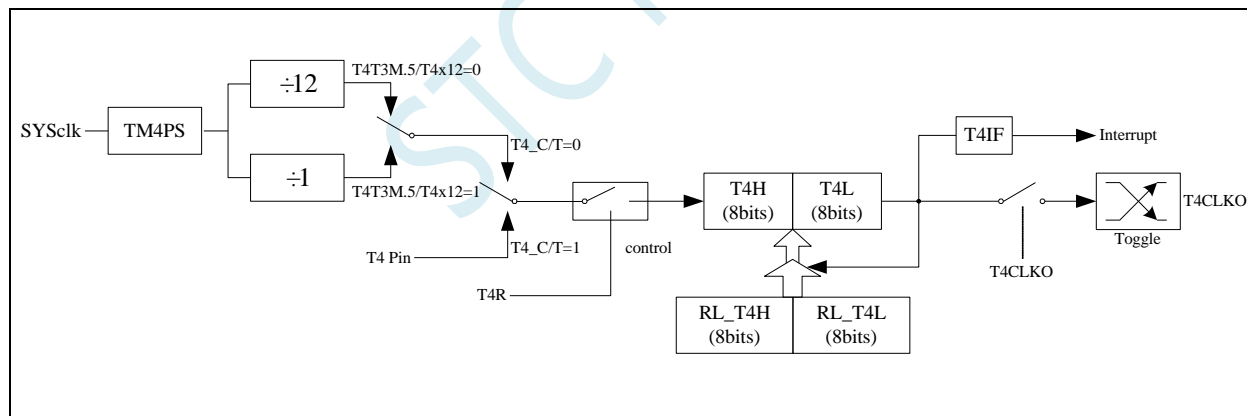 STC
T4T3M.5/T4x12=0
÷12
SYSclk
TM4PS
÷1
T4T3M.5/T4x12=1
T4_C/T=0
T4 Pin
T4_C/T=1
T4R
control
T4H
(8bits)
T4L
(8bits)
T4IF
Interrupt
T4CLKO
Toggle
T4CLKO
RL_T4H
(8bits)
RL_T4L
(8bits)